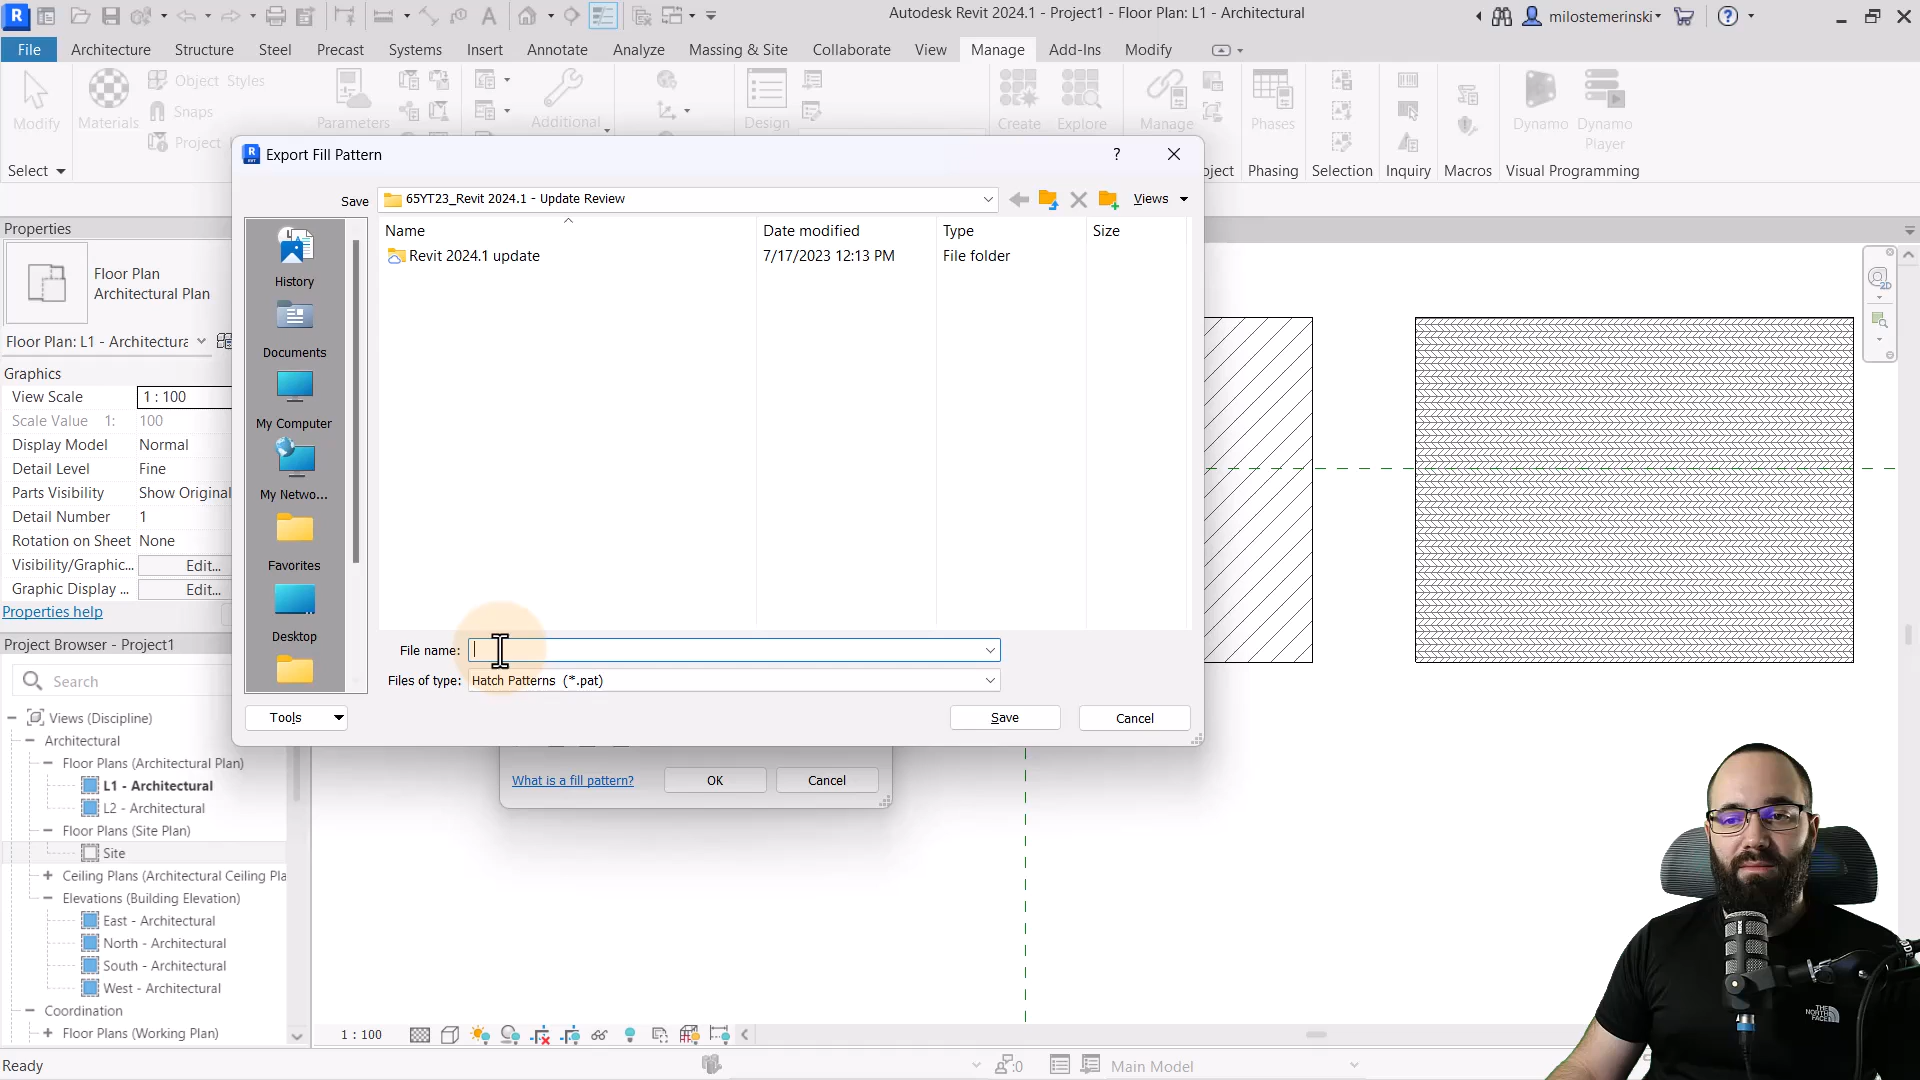 Autodesk Revit 2024.1 - Project1 - Floor Plan: L1 - Architectural
milostemerinski
File Architecture Structure Steel Precast Systems Insert Annotate Analyze Massing & Site Collaborate View Manage Add-Ins Modify
Modify
Materials
Object Styles
Snaps
Project
Parameters
Additional
Design
Create
Explore
Manage
Phases
Dynamo
Dynamo Player
Select
Phasing Selection Inquiry Macros Visual Programming
Properties
Floor Plan
Architectural Plan
Floor Plan: L1 - Architectura
Graphics
View Scale 1 : 100
Scale Value 1: 100
Display Model Normal
Detail Level Fine
Parts Visibility Show Original
Detail Number 1
Rotation on Sheet None
Visibility/Graphic... Edit...
Graphic Display ... Edit...
Properties help
Project Browser - Project1
Search
Views (Discipline)
Architectural
Floor Plans (Architectural Plan)
L1 - Architectural
L2 - Architectural
Floor Plans (Site Plan)
Site
Ceiling Plans (Architectural Ceiling Pla
Elevations (Building Elevation)
East - Architectural
North - Architectural
South - Architectural
West - Architectural
Coordination
Floor Plans (Working Plan)
Ready
Export Fill Pattern
?
Save 65YT23_Revit 2024.1 - Update Review
Views
Name Date modified Type Size
Revit 2024.1 update 7/17/2023 12:13 PM File folder
History
Documents
My Computer
My Netwo...
Favorites
Desktop
File name:
Files of type: Hatch Patterns (*.pat)
Tools
Save
Cancel
What is a fill pattern?
OK
Cancel
2D
1 : 100
:0
Main Model
THE
NORTH
FACE